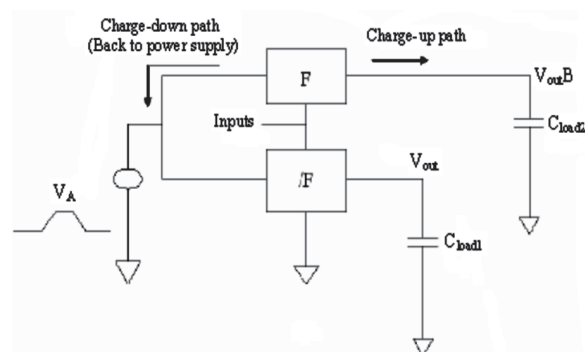 Charge-down path
(Back to power supply)
Charge-up path
F
VoutB
Inputs
Cload2
/F
Vout
VA
Cload1